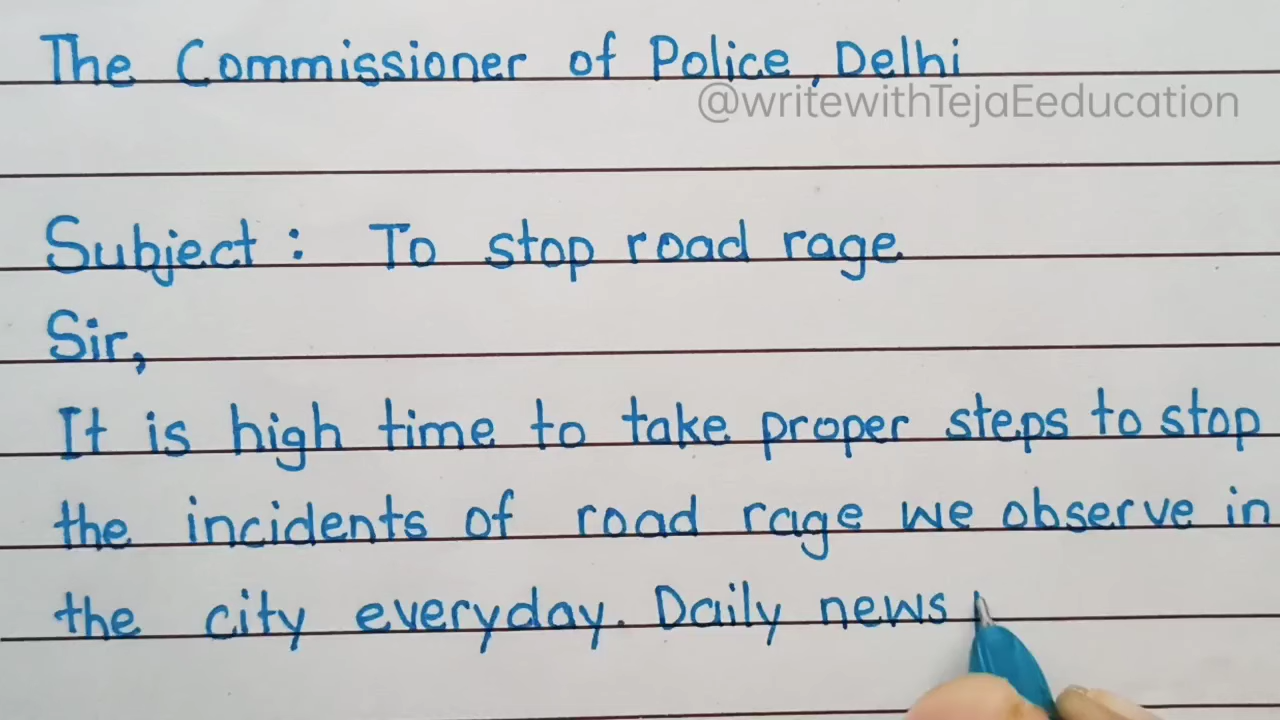 The Commissioner of Police, Delhi
@writewithTejaEeducation
Subject : To stop road rage
Sir,
It is high time to take proper steps to stop
the incidents of road rage we observe in
the city everyday. Daily news